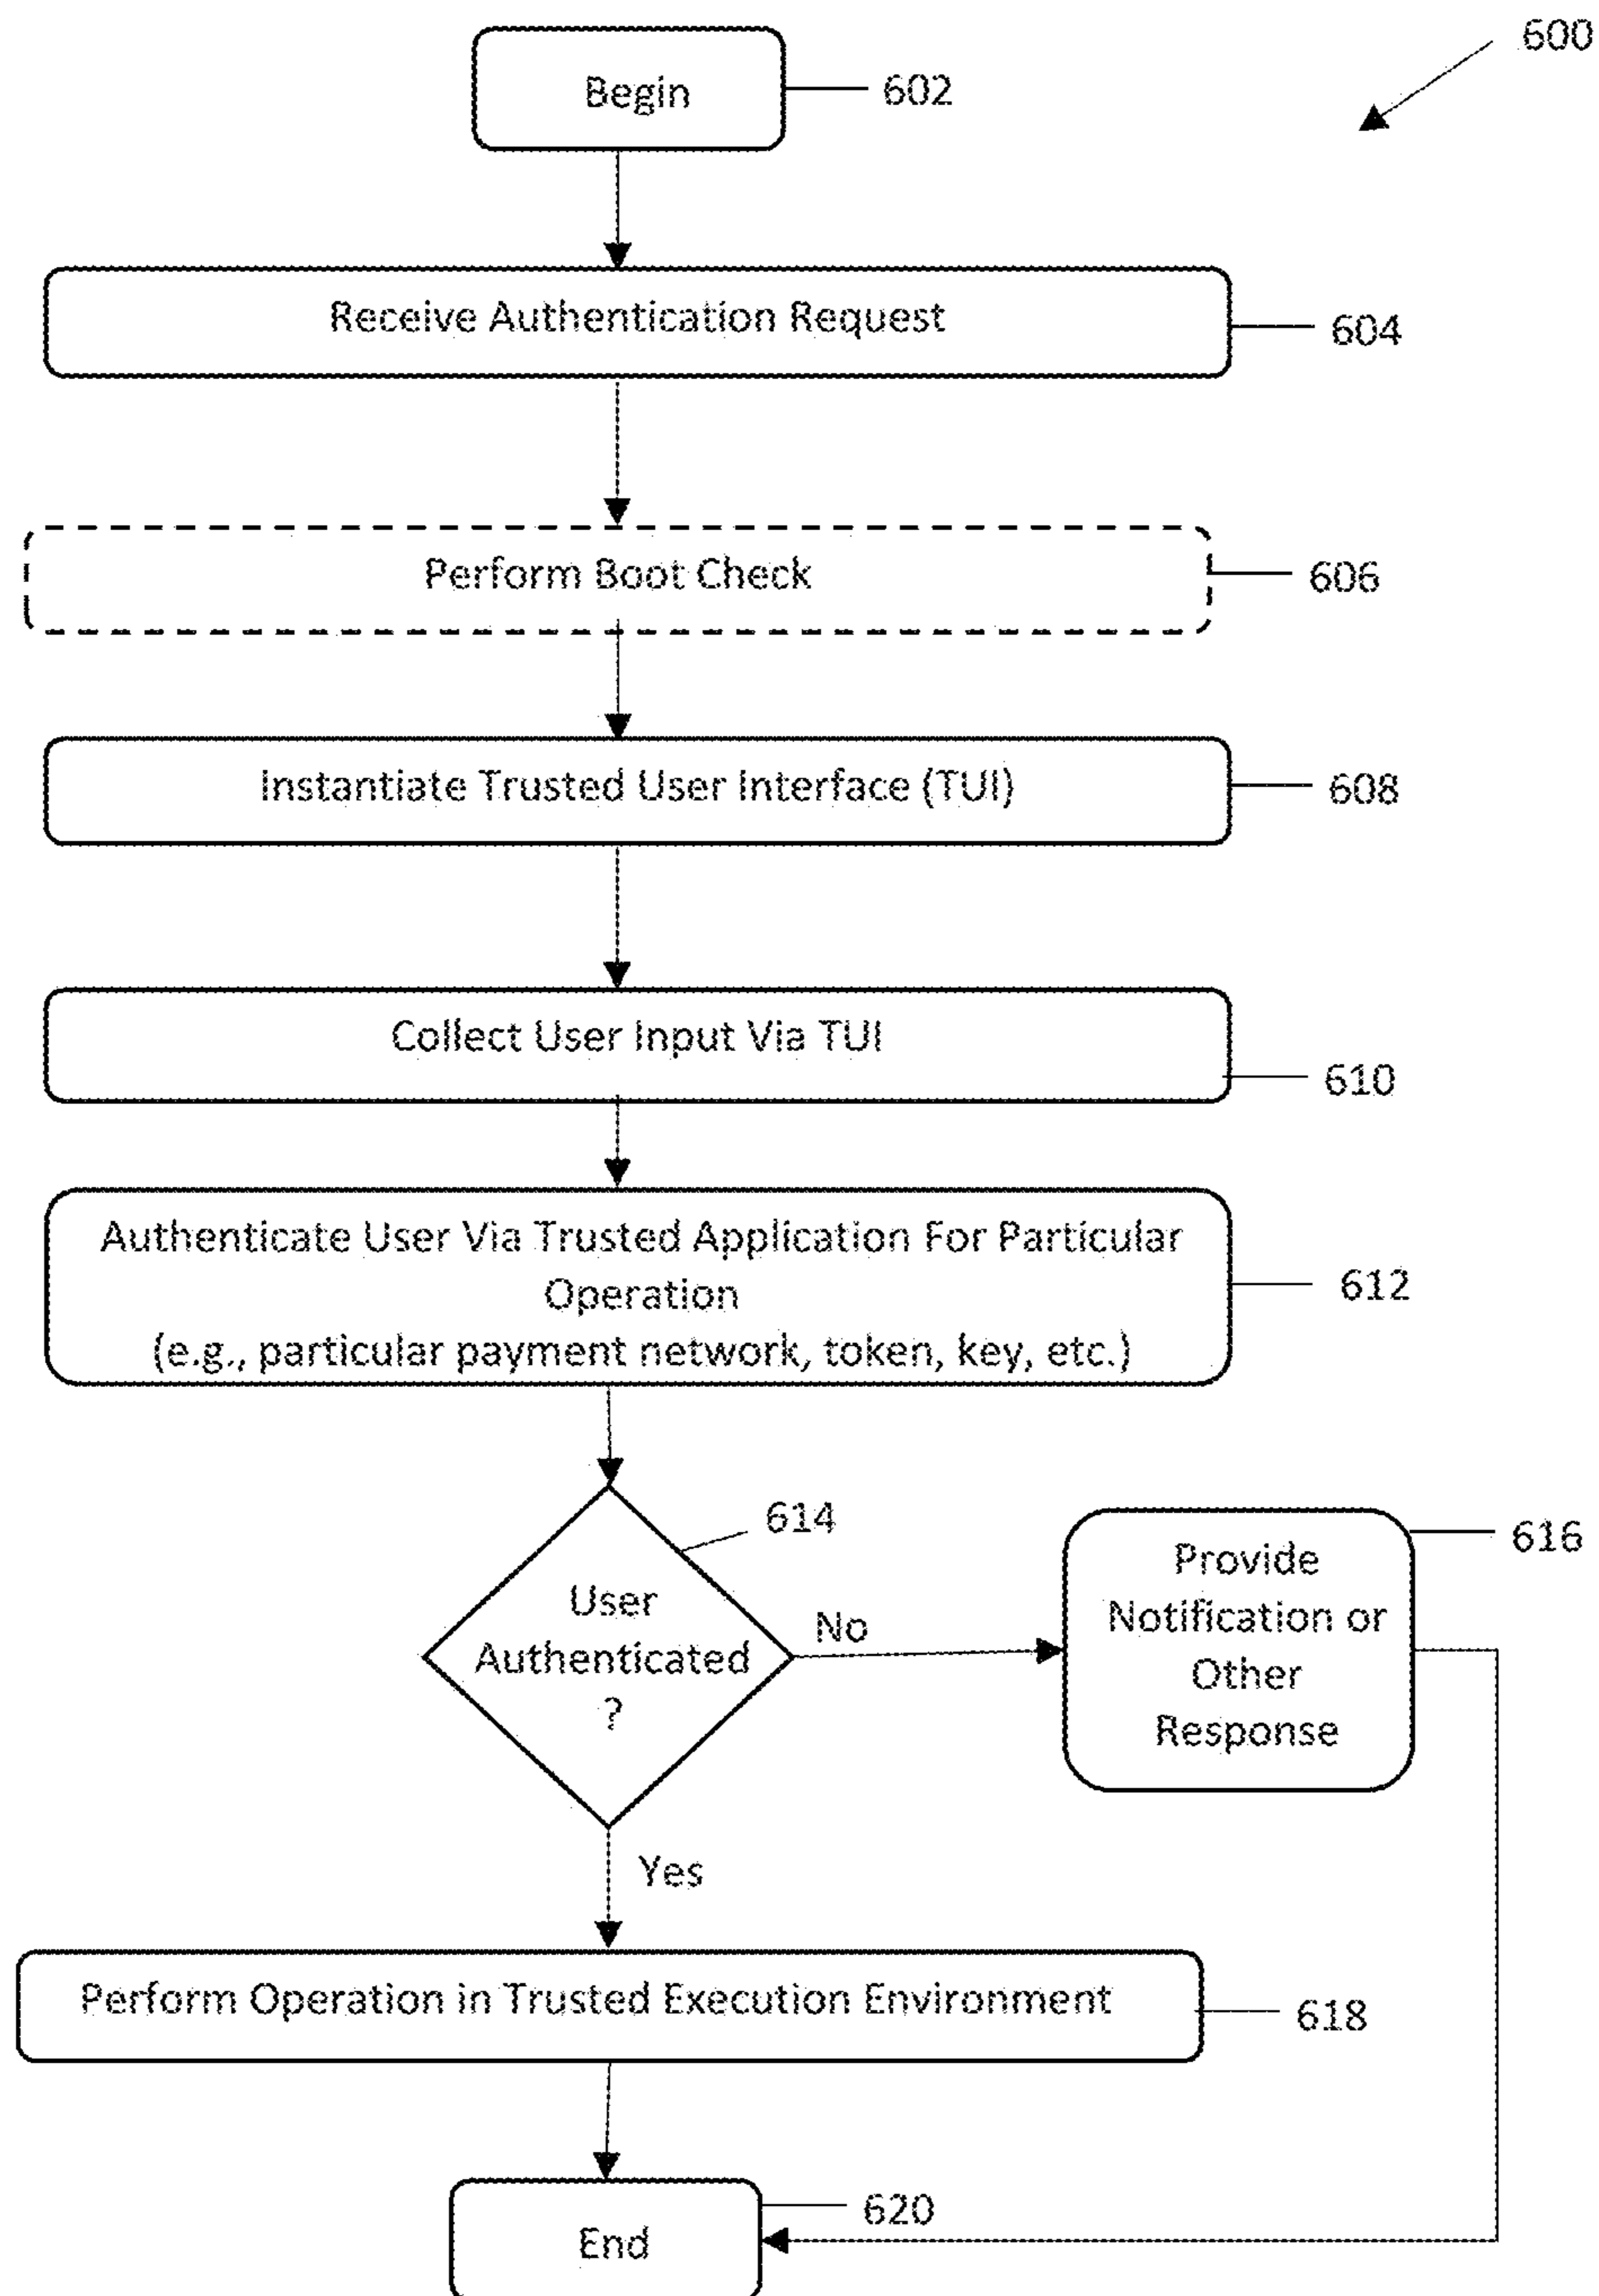 600
Begin
602
Receive Authentication Request
604
Perform Boot Check
606
Instantiate Trusted User Interface (TUI)
608
Collect User Input Via TUI
610
Authenticate User Via Trusted Application For Particular
Operation
(e.g., particular payment network, token, key, etc.)
612
614
User
Authenticated
?
No
Provide
Notification or
Other
Response
616
Yes
Perform Operation in Trusted Execution Environment
618
End
620